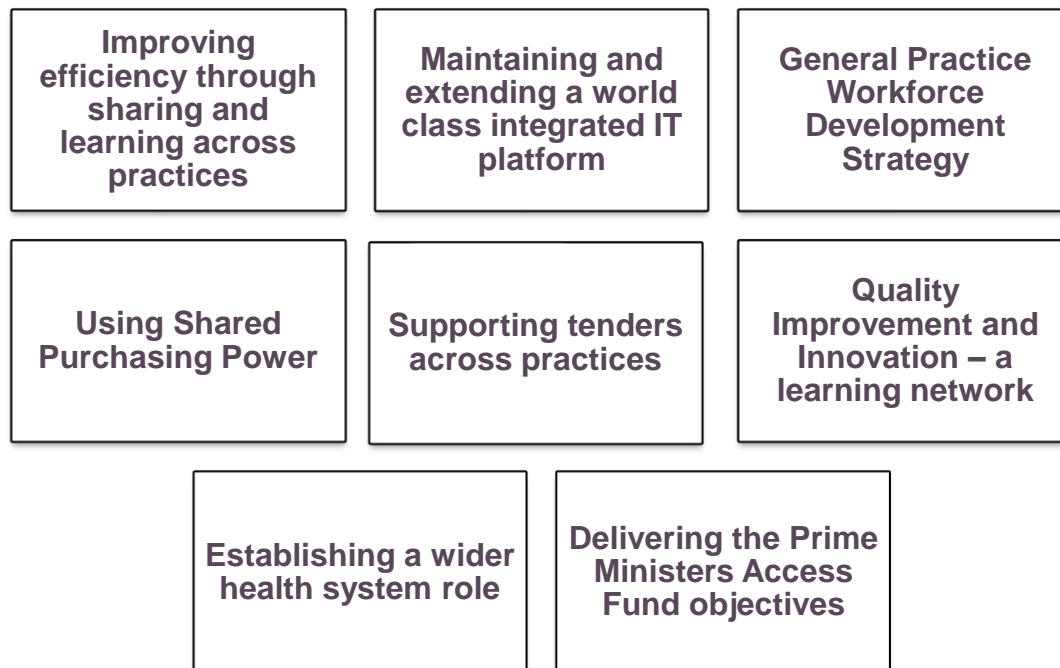 Improving
efficiency through
sharing and
learning across
practices
Maintaining and
extending a world
class integrated IT
platform
General Practice
Workforce
Development
Strategy
Using Shared
Purchasing Power
Supporting tenders
across practices
Quality
Improvement and
Innovation – a
learning network
Establishing a wider
health system role
Delivering the Prime
Ministers Access
Fund objectives